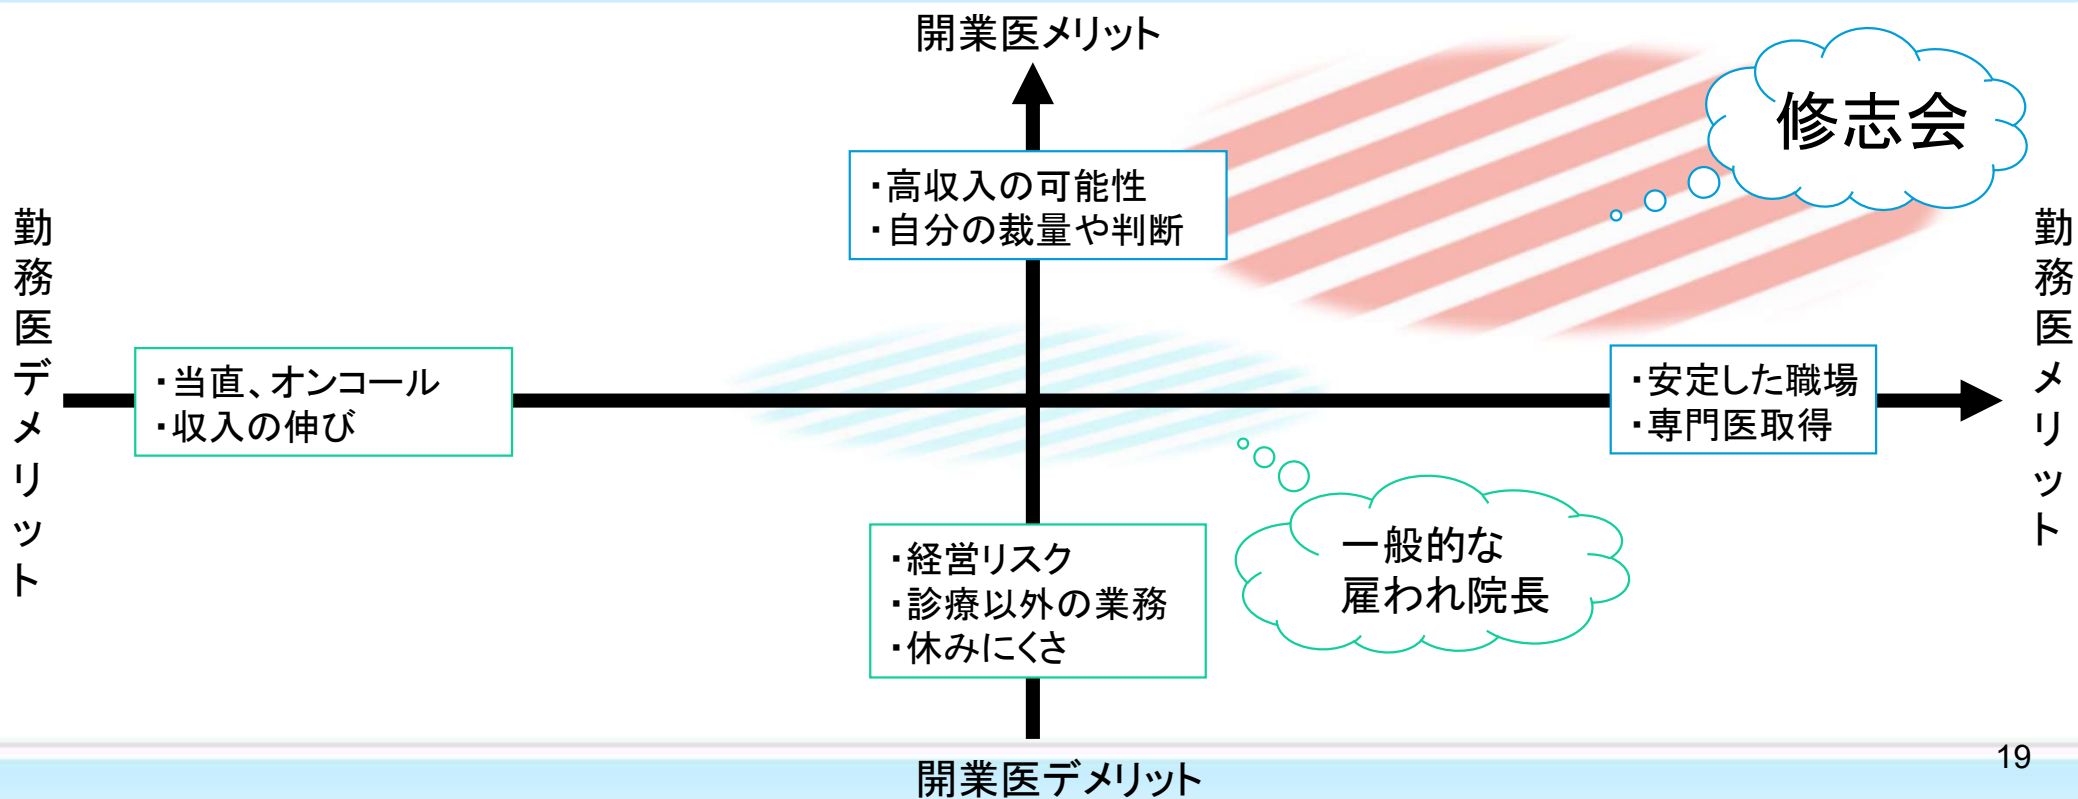 開業医メリット
修志会
・高収入の可能性
・自分の裁量や判断
勤務医デメリット
勤務医メリット
・当直、オンコール
・収入の伸び
・安定した職場
・専門医取得
・経営リスク
・診療以外の業務
・休みにくさ
一般的な
雇われ院長
19
開業医デメリット